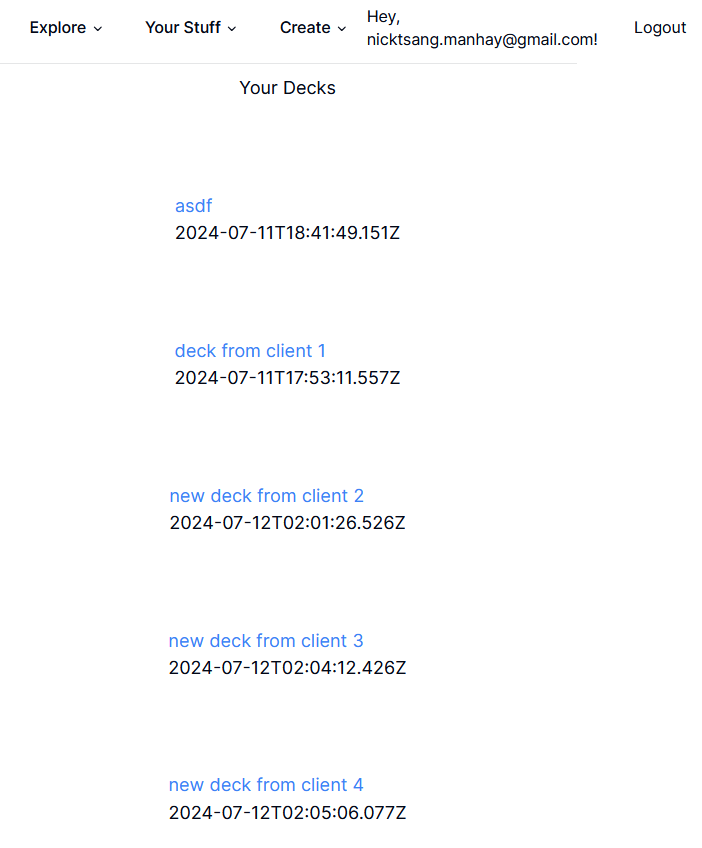 Explore Your Stuff Create Hey, nicktsang.manhay@gmail.com! Logout
Your Decks
asdf
2024-07-11T18:41:49.151Z
deck from client 1
2024-07-11T17:53:11.557Z
new deck from client 2
2024-07-12T02:01:26.526Z
new deck from client 3
2024-07-12T02:04:12.426Z
new deck from client 4
2024-07-12T02:05:06.077Z